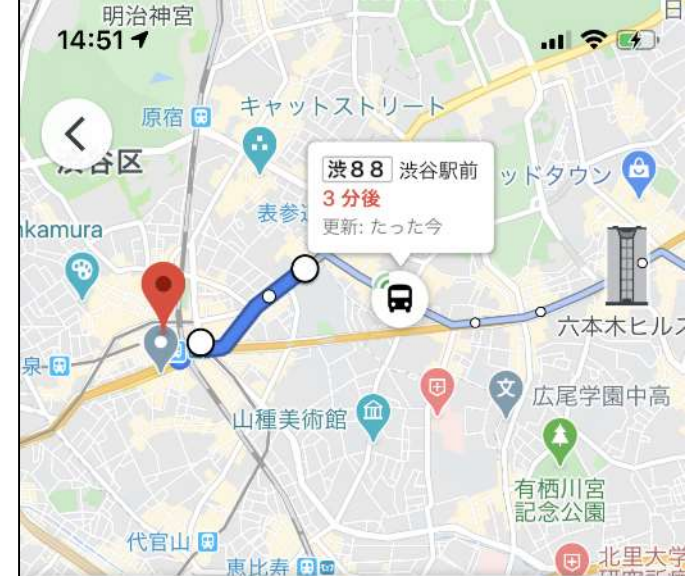 明治神宮
14:51
日
原宿
キャットストリート
渋谷区
渋88 渋谷駅前
3 分後
更新: たった今
ッドタウン
表参
kamura
六本木ヒルズ
泉
広尾学園中高
山種美術館
有栖川宮
記念公園
代官山
恵比寿
北里大学